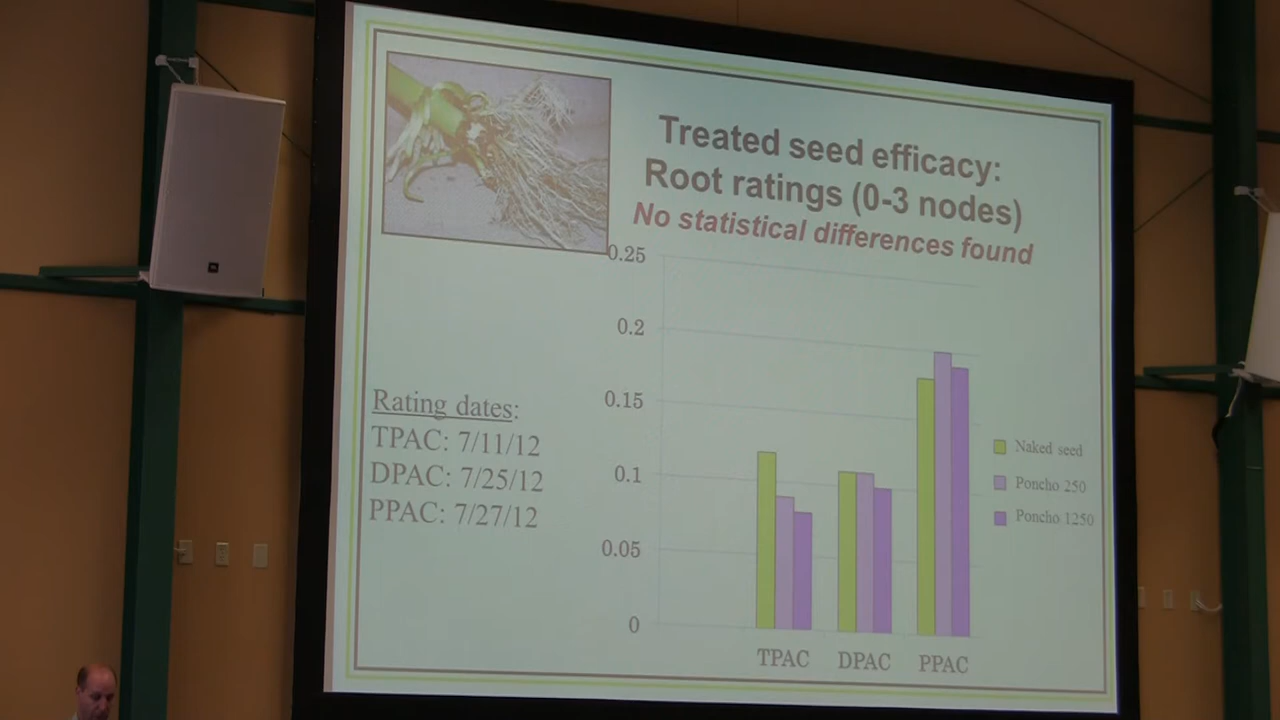 Treated seed efficacy:
Root ratings (0-3 nodes)
No statistical differences found
0.25
0.2
0.15
0.1
0.05
0
Rating dates:
TPAC: 7/11/12
DPAC: 7/25/12
PPAC: 7/27/12
Naked seed
Poncho 250
Poncho 1250
TPAC DPAC PPAC